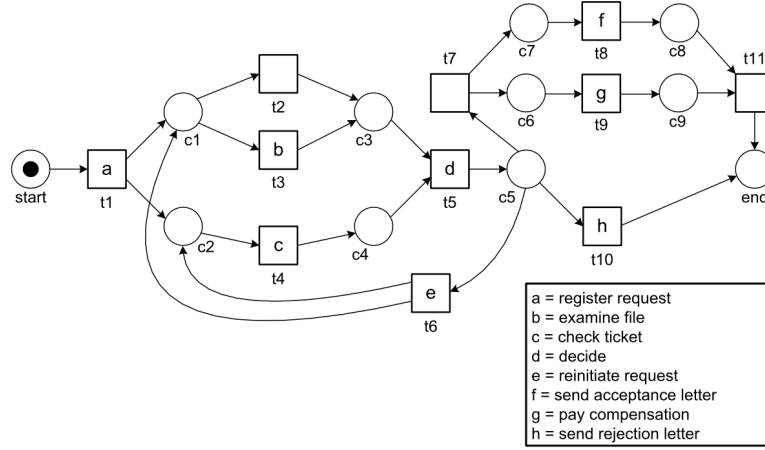 f
t7
c7
t8
c8
t11
g
t2
c6
t9
c9
b
c1
c3
t3
a
d
start
t1
t5
c5
end
c
h
c2
c4
t4
t10
e
t6
a = register request
b = examine file
c = check ticket
d = decide
e = reinitiate request
f = send acceptance letter
g = pay compensation
h = send rejection letter